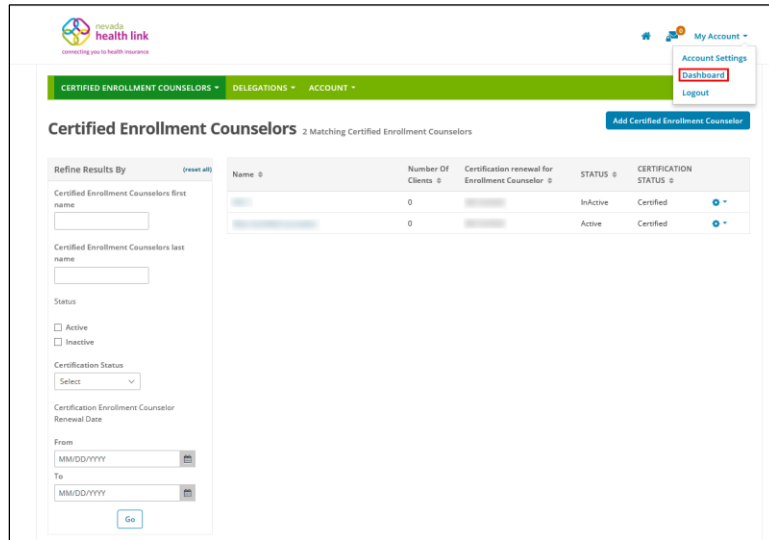 nevada
health link
connecting you to health insurance
0
My Account
Account Settings
Dashboard
Logout
CERTIFIED ENROLLMENT COUNSELORS
DELEGATIONS
ACCOUNT
Certified Enrollment Counselors 2 Matching Certified Enrollment Counselors
Add Certified Enrollment Counselor
Refine Results By (reset all)
Certified Enrollment Counselors first
name
Certified Enrollment Counselors last
name
Status
Active
Inactive
Certification Status
Select
Certification Enrollment Counselor
Renewal Date
From
MM/DD/YYYY
To
MM/DD/YYYY
Go
Name
Number Of
Clients
Certification renewal for
Enrollment Counselor
STATUS
CERTIFICATION
STATUS
0 InActive Certified
0 Active Certified